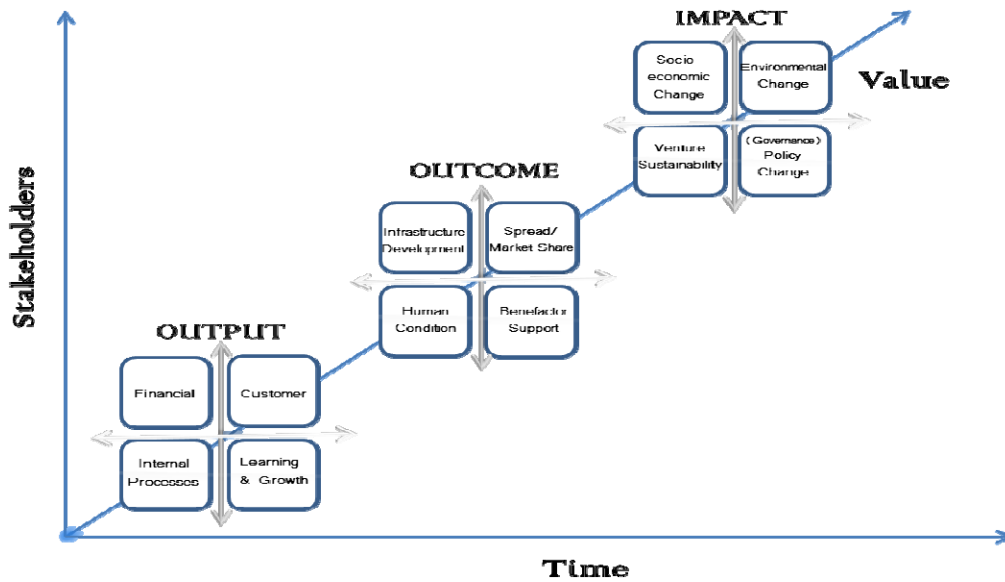 IMPACT
Socio
economic
Change
Environmental
Change
Value
Venture
Sustainability
(Governance)
Policy
Change
OUTCOME
Infrastructure
Development
Spread/
Market Share
Human
Condition
Benefactor
Support
Stakeholders
OUTPUT
Financial
Customer
Internal
Processes
Learning
& Growth
Time